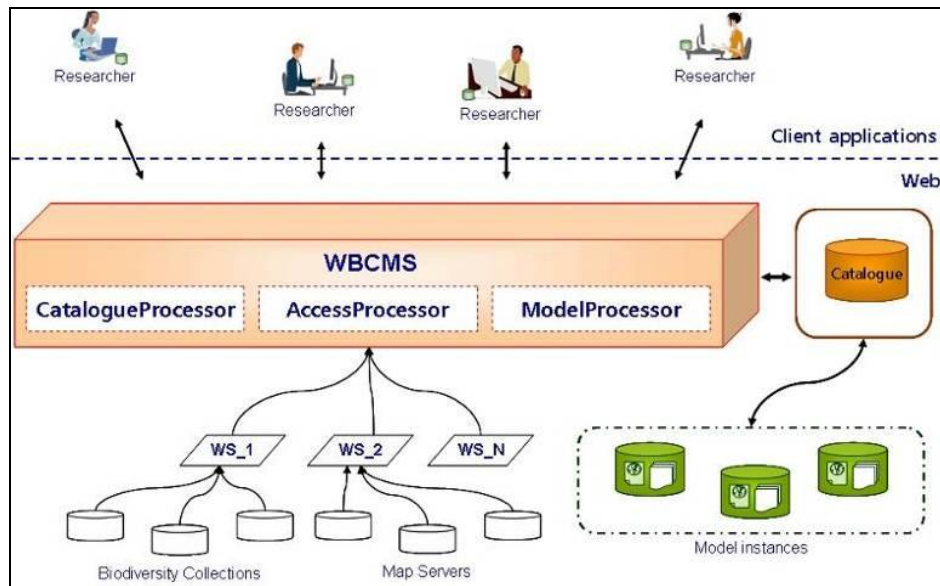 Researcher
Researcher
Researcher
Researcher
Client applications
Web
WBCMS
CatalogueProcessor
AccessProcessor
ModelProcessor
Catalogue
WS_1
WS_2
WS_N
Biodiversity Collections
Map Servers
Model instances